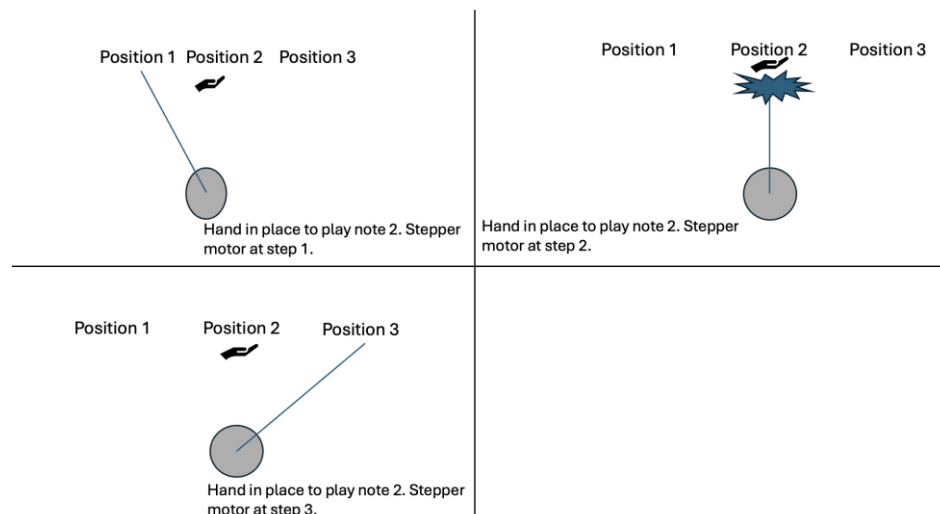 Position 1 Position 2 Position 3
Hand in place to play note 2. Stepper
motor at step 1.
Position 1 Position 2 Position 3
Hand in place to play note 2. Stepper
motor at step 2.
Position 1 Position 2 Position 3
Hand in place to play note 2. Stepper
motor at step 3.